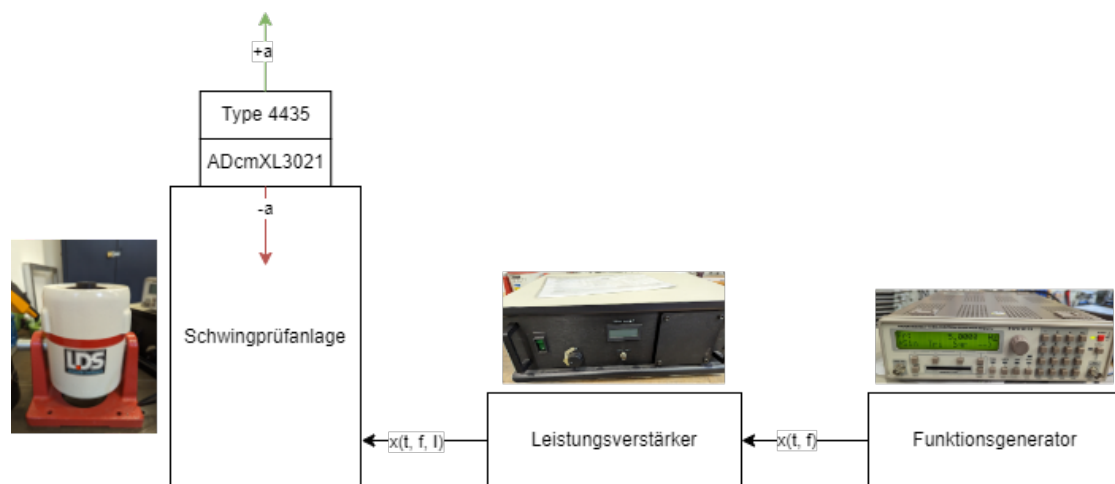 +a
Type 4435
ADcmXL3021
-a
LDS
Schwingprüfanlage
Leistungsverstärker
Funktionsgenerator
x(t, f, I)
x(t, f)